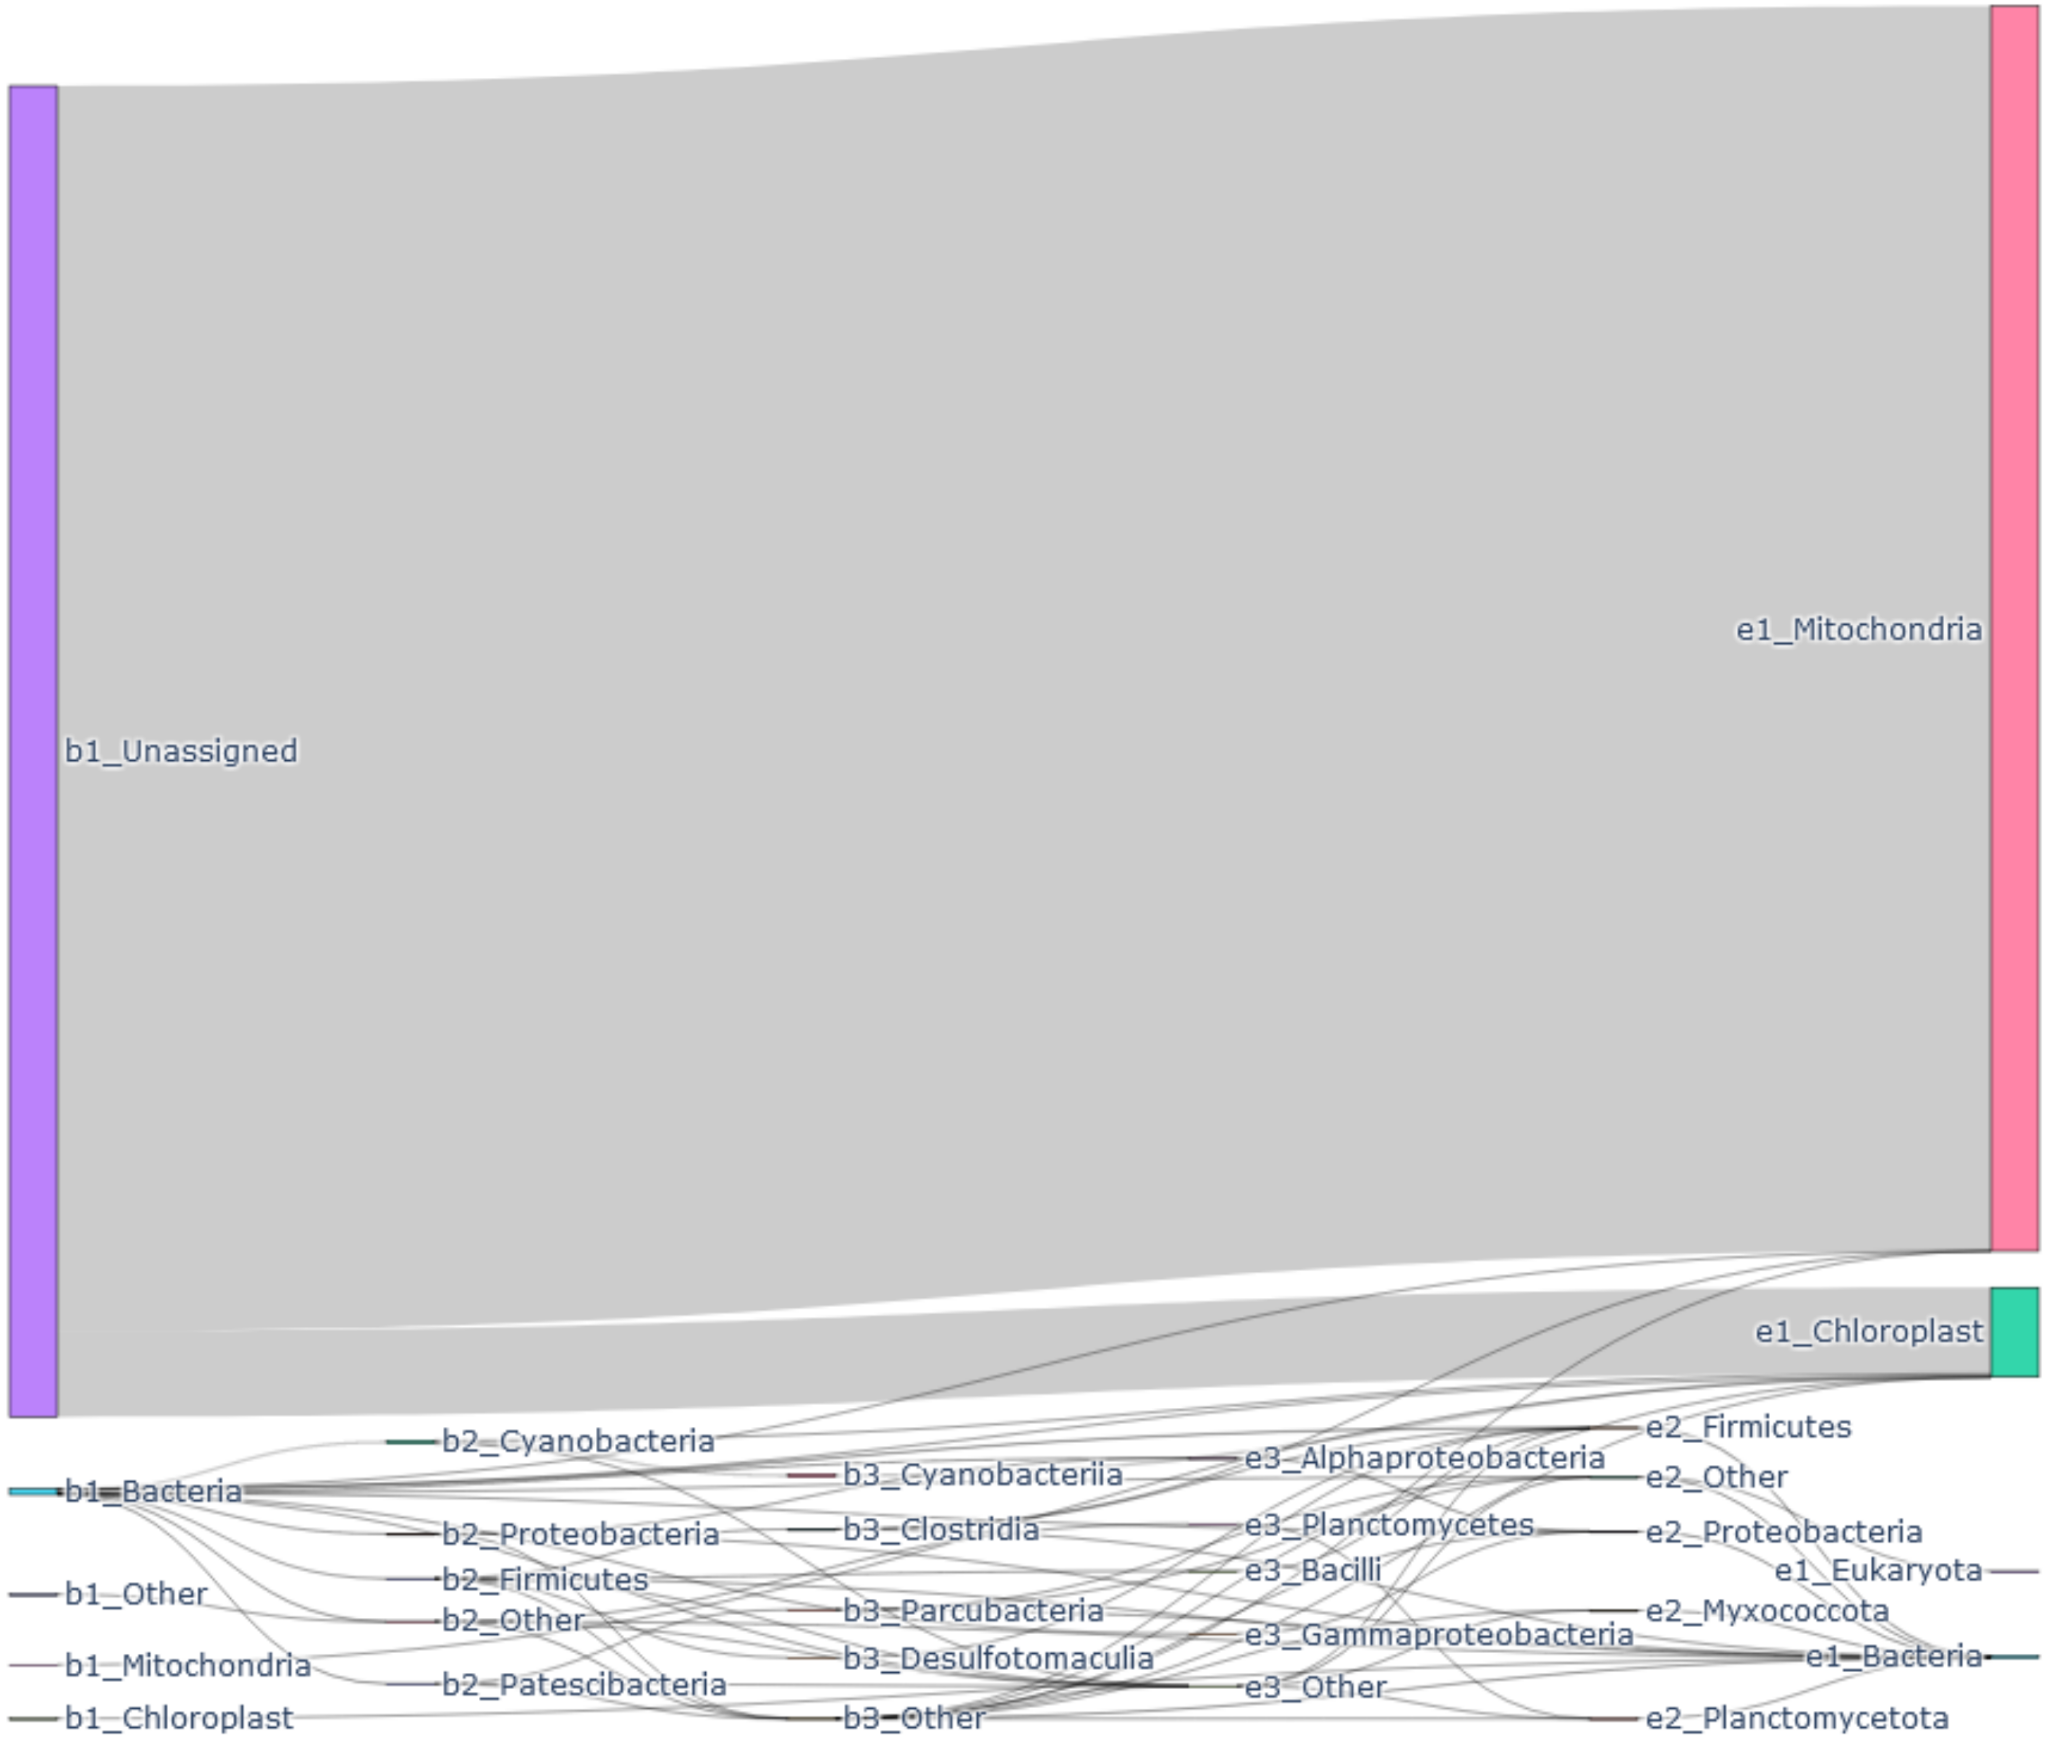 e1_Mitochondria
b1_Unassigned
e1_Chloroplast
e2_Firmicutes
b2_Cyanobacteria
e3_Alphaproteobacteria
b3_Cyanobacteriia
e2_Other
b1_Bacteria
e3_Planctomycetes
b3_Clostridia
e2_Proteobacteria
b2_Proteobacteria
e3_Bacilli
e1_Eukaryota
b2_Firmicutes
b1_Other
b3_Parcubacteria
e2_Myxococcota
b2_Other
e3_Gammaproteobacteria
e1_Bacteria
b3_Desulfotomaculia
b1_Mitochondria
b2_Patescibacteria
e3_Other
b1_Chloroplast
b3_Other
e2_Planctomycetota